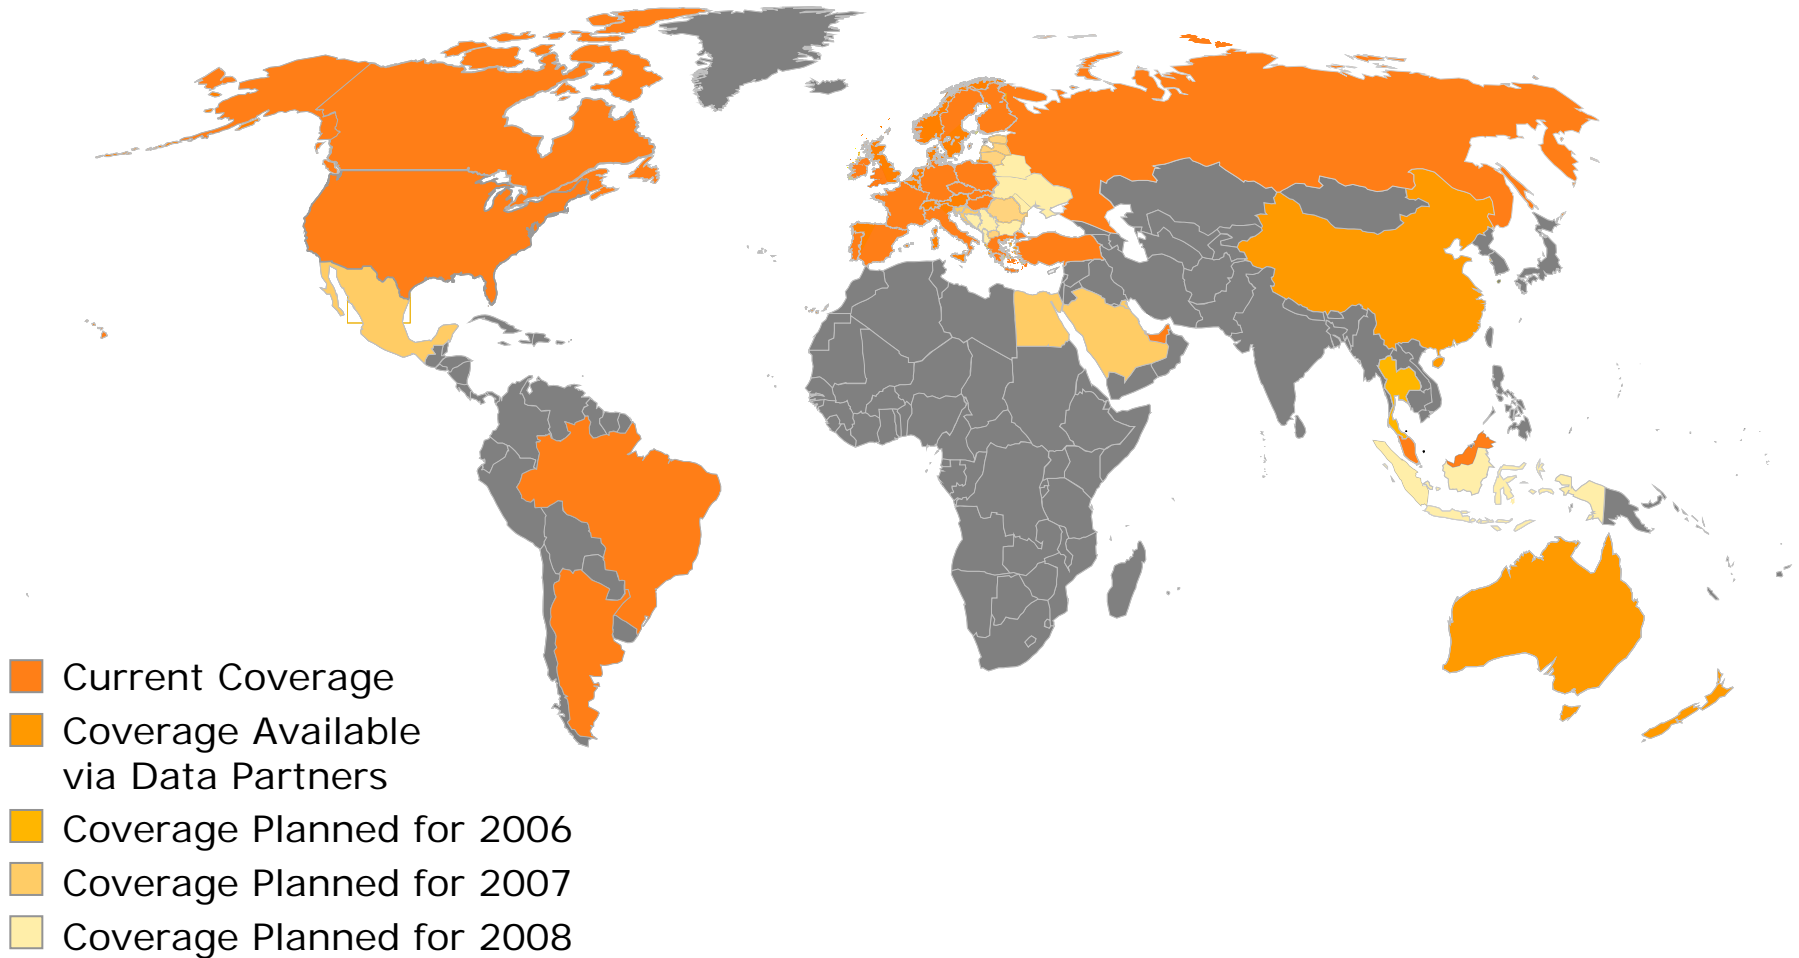 Current Coverage
Coverage Available
via Data Partners
Coverage Planned for 2006
Coverage Planned for 2007
Coverage Planned for 2008